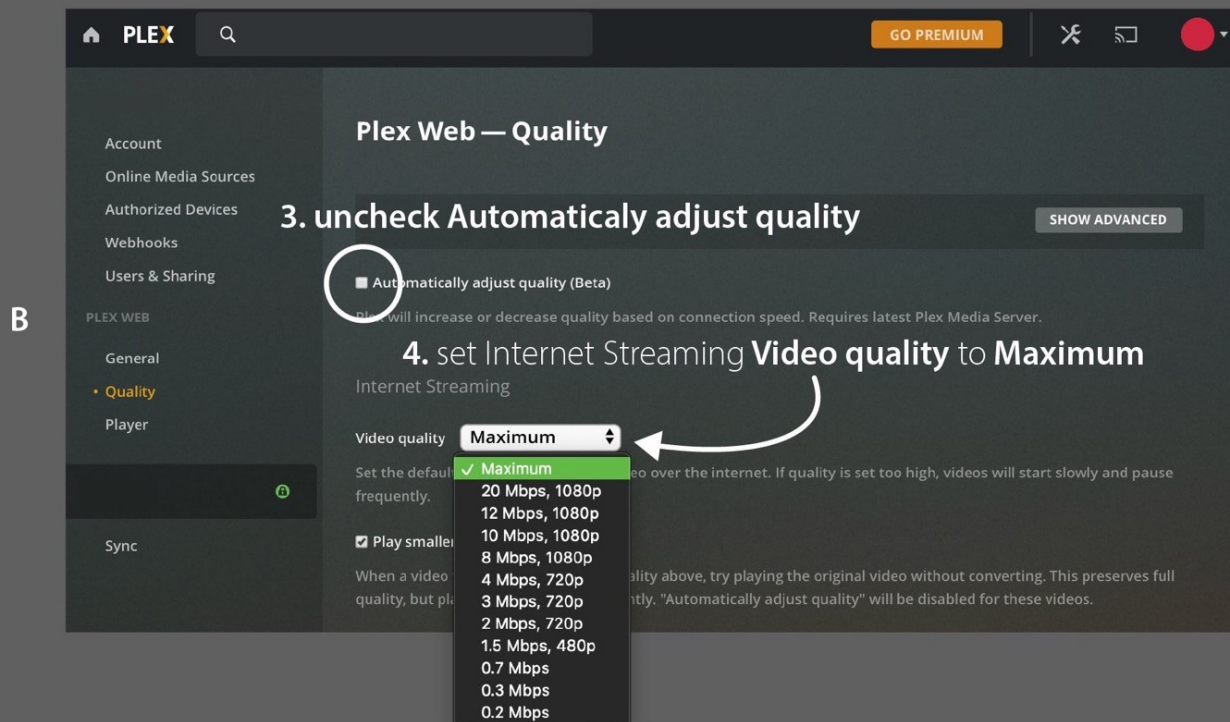 PLEX
GO PREMIUM
Account
Online Media Sources
Authorized Devices
Webhooks
Users & Sharing
B
PLEX WEB
General
• Quality
Player
Sync
Plex Web — Quality
3. uncheck Automaticaly adjust quality
SHOW ADVANCED
Automatically adjust quality (Beta)
Plex will increase or decrease quality based on connection speed. Requires latest Plex Media Server.
4. set Internet Streaming Video quality to Maximum
Internet Streaming
Video quality Maximum
Set the default eo over the internet. If quality is set too high, videos will start slowly and pause
frequently.
Play smaller
When a video ality above, try playing the original video without converting. This preserves full
quality, but ntly. "Automatically adjust quality" will be disabled for these videos.
✓ Maximum
20 Mbps, 1080p
12 Mbps, 1080p
10 Mbps, 1080p
8 Mbps, 1080p
4 Mbps, 720p
3 Mbps, 720p
2 Mbps, 720p
1.5 Mbps, 480p
0.7 Mbps
0.3 Mbps
0.2 Mbps